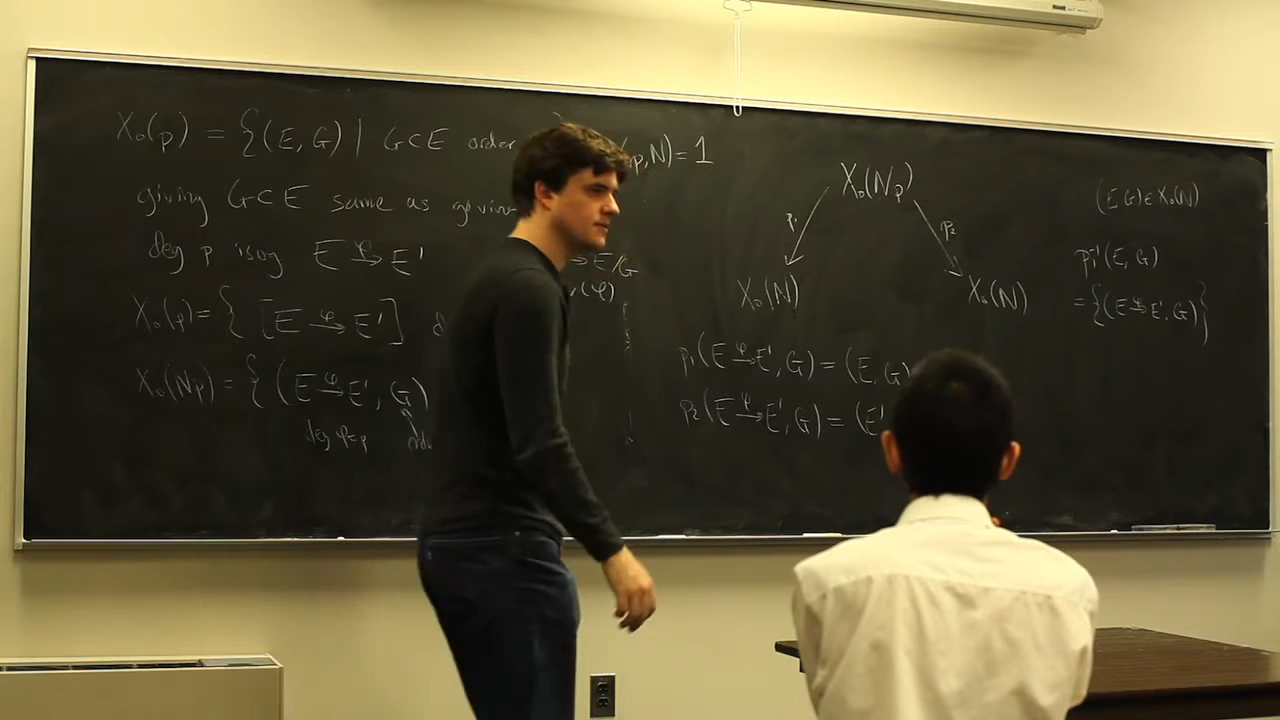 X₀(p) = {(E, G) | G⊂E order
p, N) = 1
giving G⊂E same as giving
deg p isog E →^φ E'
→ E/G
(φ)
X₀(p) = { [E →^φ E']
X₀(Np) = { (E →^φ E', G)
deg φ=p
X₀(Np)
p₁ p₂
X₀(N) X₀(N)
p₁(E →^φ E', G) = (E, G)
p₂(E →^φ E', G) = (E'
(E, G) ∈ X₀(N)
p₁⁻¹(E, G)
= {(E →^φ E', G)}